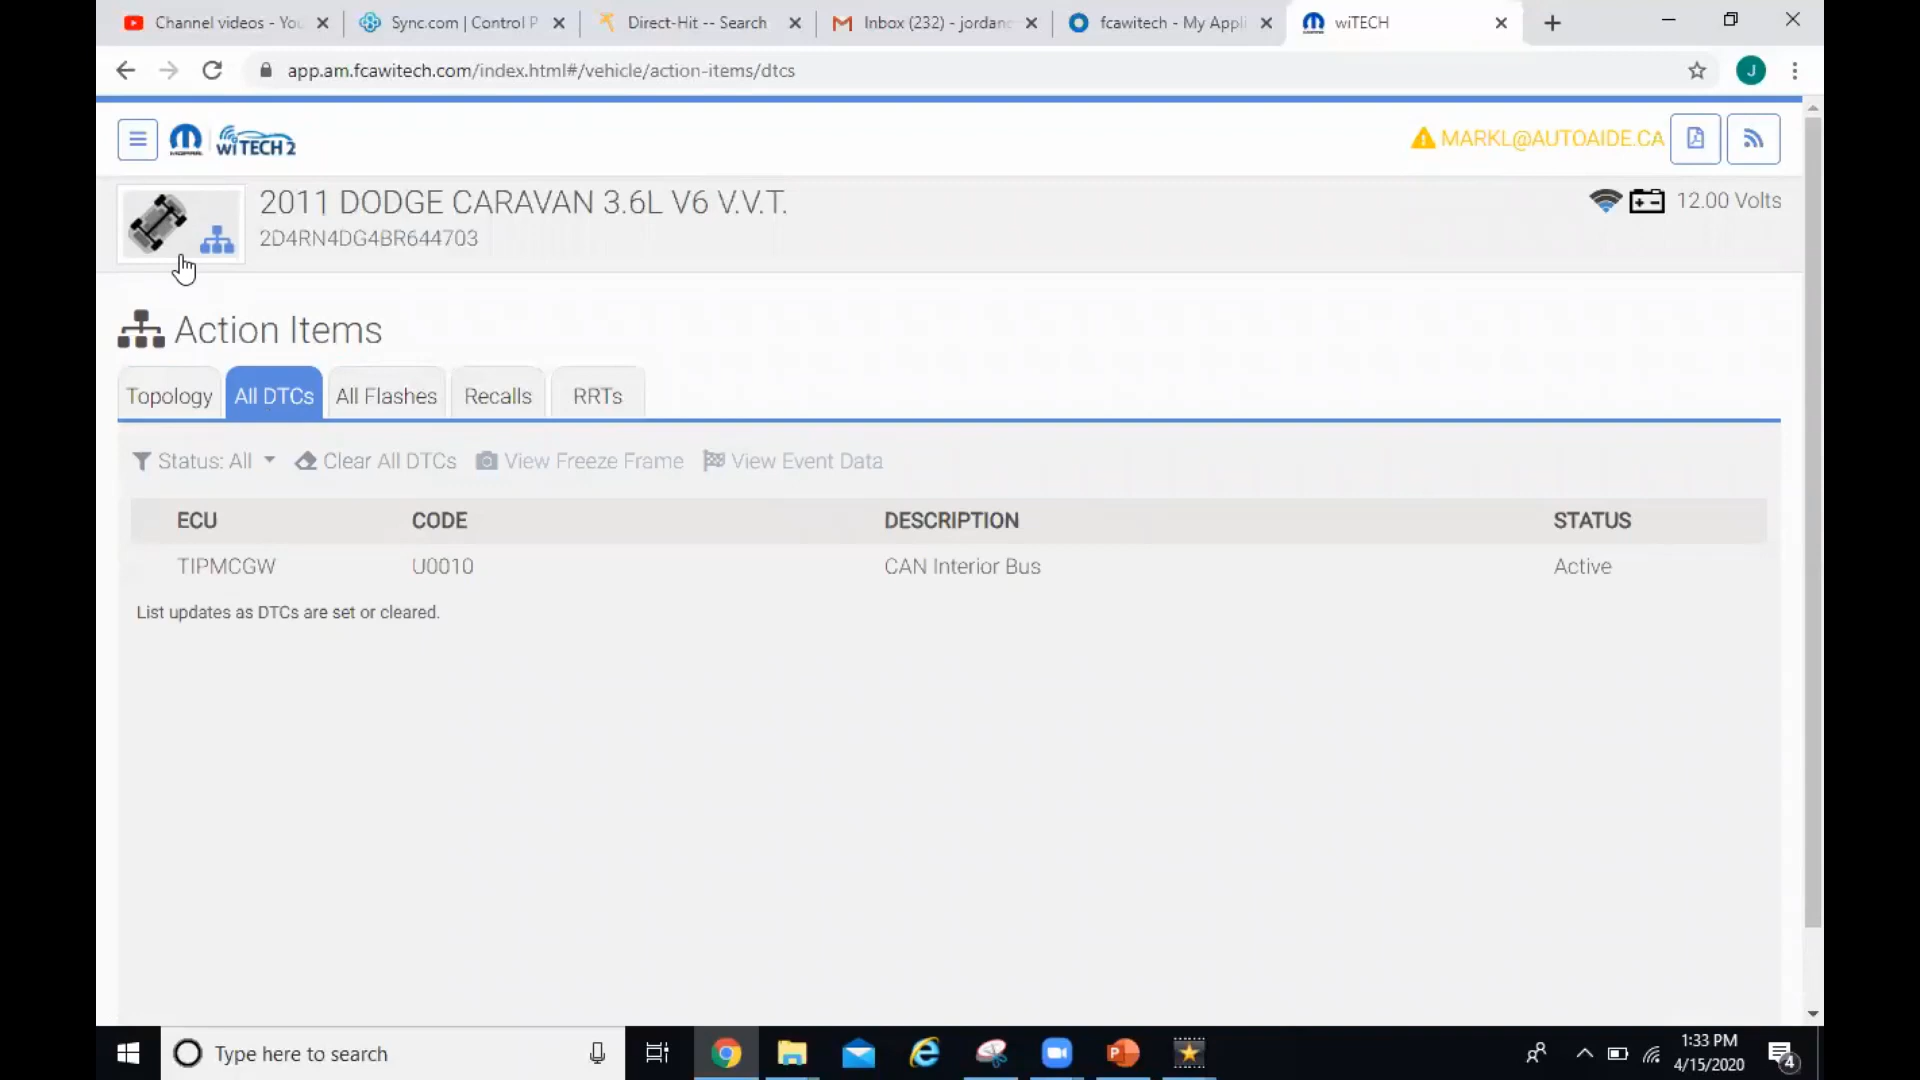 Channel videos - You
Sync.com | Control P
Direct-Hit -- Search
Inbox (232) - jordane
fcawitech - My Appli
wiTECH
app.am.fcawitech.com/index.html#/vehicle/action-items/dtcs
J
MOPAR
wiTECH 2
MARKL@AUTOAIDE.CA
2011 DODGE CARAVAN 3.6L V6 V.V.T.
12.00 Volts
2D4RN4DG4BR644703
Action Items
Topology
All DTCs
All Flashes
Recalls
RRTs
Status: All
Clear All DTCs
View Freeze Frame
View Event Data
ECU CODE DESCRIPTION STATUS
TIPMCGW U0010 CAN Interior Bus Active
List updates as DTCs are set or cleared.
Type here to search
1:33 PM
4/15/2020
4